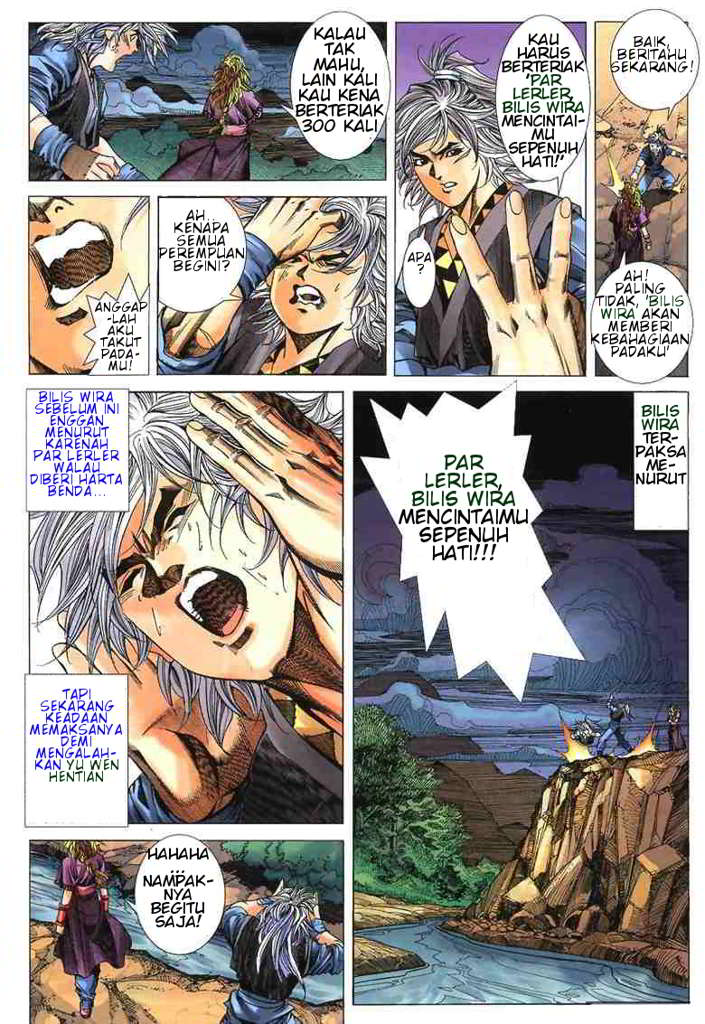 BAIK,
BERITAHU
SEKARANG!
AH!
PALING
TIDAK, 'BILIS
WIRA AKAN
MEMBERI
KEBAHAGIAAN
PADAKU'
KAU
HARUS
BERTERIAK
'PAR
LERLER,
BILIS WIRA
MENCINTAI-
MU
SEPENUH
HATI!'
APA
?
KALAU
TAK
MAHU,
LAIN KALI
KAU KENA
BERTERIAK
300 KALI
AH..
KENAPA
SEMUA
PEREMPUAN
BEGINI?
ANGGAP
-LAH
AKU
TAKUT
PADA-
MU!
BILIS
WIRA
TER-
PAKSA
ME-
NURUT
PAR
LERLER,
BILIS WIRA
MENCINTAIMU
SEPENUH
HATI!!!
BILIS WIRA
SEBELUM INI
ENGGAN
MENURUT
KARENAH
PAR LERLER
WALAU
DIBERI HARTA
BENDA...
TAPI
SEKARANG
KEADAAN
MEMAKSANYA
DEMI
MENGALAH-
KAN YU WEN
HENTIAN
HAHAHA
...
NAMPAK-
NYA
BEGITU
SAJA!